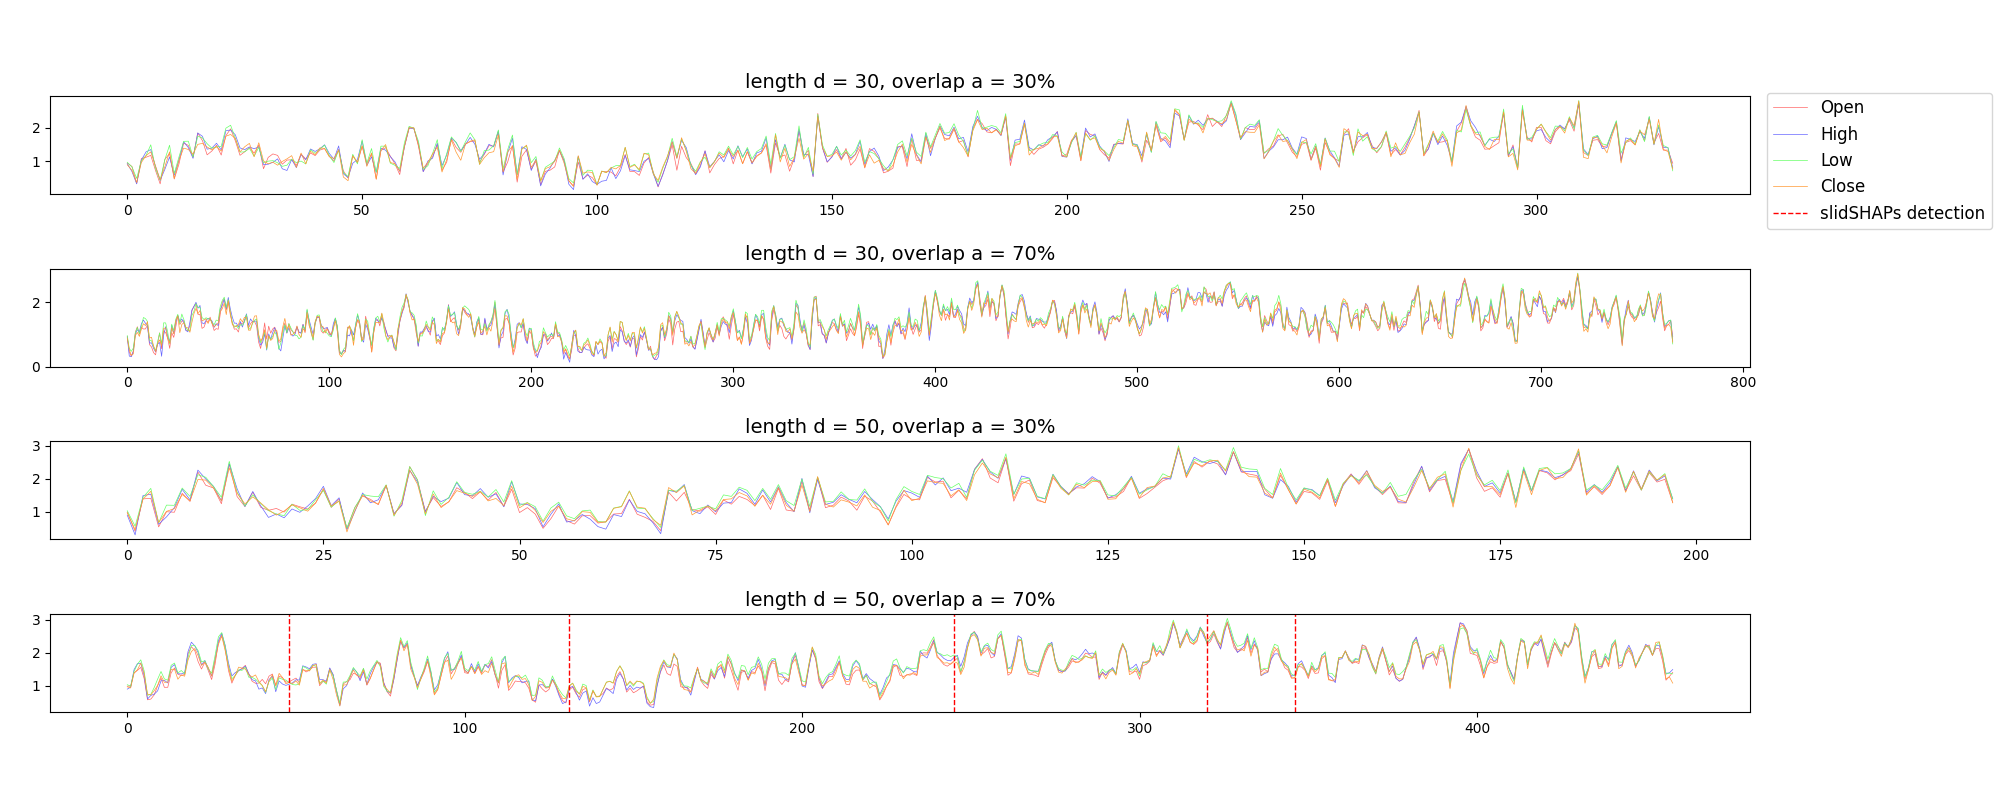 length d = 30, overlap a = 30%
2
1
0 50 100 150 200 250 300
Open
High
Low
Close
slidSHAPs detection
length d = 30, overlap a = 70%
2
0
0 100 200 300 400 500 600 700 800
length d = 50, overlap a = 30%
3
2
1
0 25 50 75 100 125 150 175 200
length d = 50, overlap a = 70%
3
2
1
0 100 200 300 400